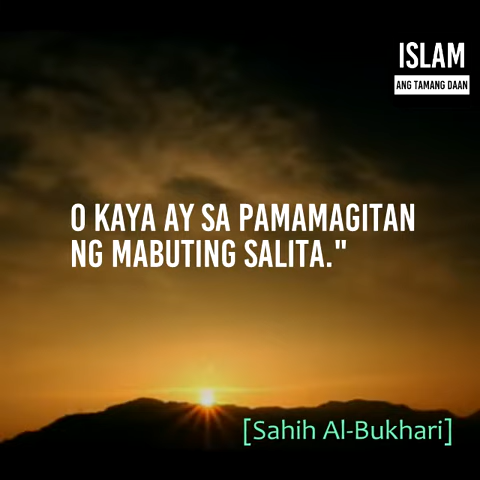 ISLAM
ANG TAMANG DAAN
O KAYA AY SA PAMAMAGITAN
NG MABUTING SALITA."
[Sahih Al-Bukhari]